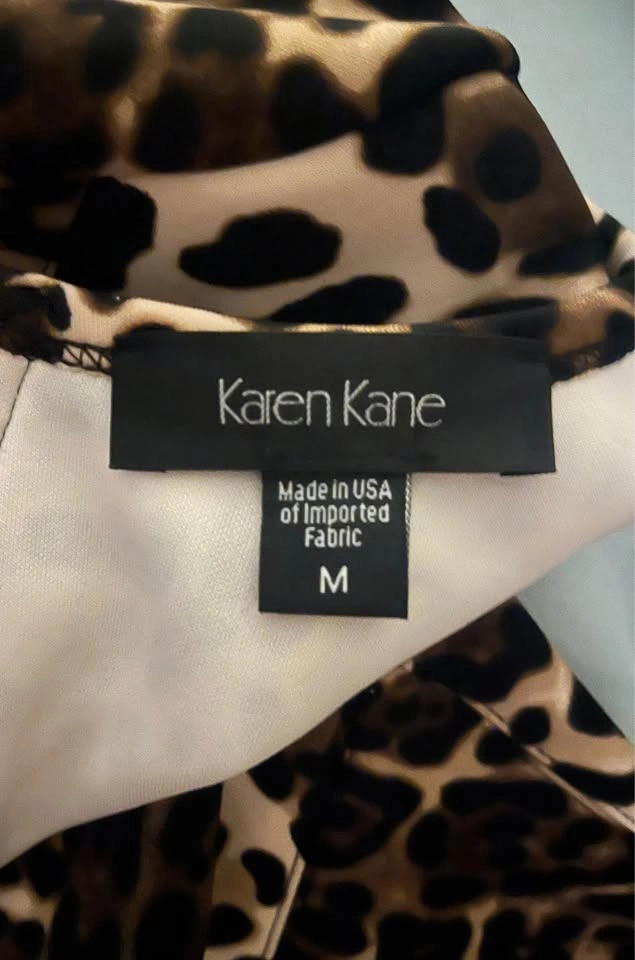 Karen Kane
Made in USA
of Imported
Fabric
M